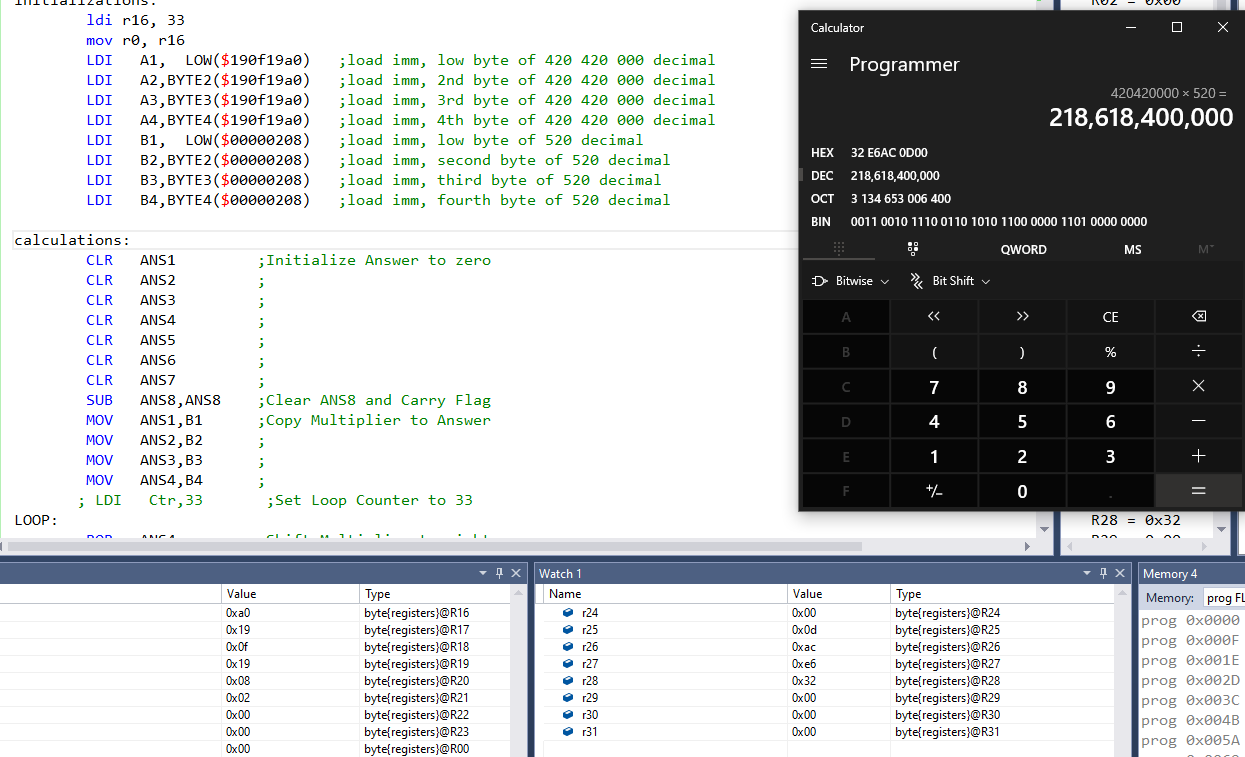 initializations:
ldi r16, 33
mov r0, r16
LDI A1, LOW($190f19a0) ;load imm, low byte of 420 420 000 decimal
LDI A2,BYTE2($190f19a0) ;load imm, 2nd byte of 420 420 000 decimal
LDI A3,BYTE3($190f19a0) ;load imm, 3rd byte of 420 420 000 decimal
LDI A4,BYTE4($190f19a0) ;load imm, 4th byte of 420 420 000 decimal
LDI B1, LOW($00000208) ;load imm, low byte of 520 decimal
LDI B2,BYTE2($00000208) ;load imm, second byte of 520 decimal
LDI B3,BYTE3($00000208) ;load imm, third byte of 520 decimal
LDI B4,BYTE4($00000208) ;load imm, fourth byte of 520 decimal
calculations:
CLR ANS1 ;Initialize Answer to zero
CLR ANS2 ;
CLR ANS3 ;
CLR ANS4 ;
CLR ANS5 ;
CLR ANS6 ;
CLR ANS7 ;
SUB ANS8,ANS8 ;Clear ANS8 and Carry Flag
MOV ANS1,B1 ;Copy Multiplier to Answer
MOV ANS2,B2 ;
MOV ANS3,B3 ;
MOV ANS4,B4 ;
; LDI Ctr,33 ;Set Loop Counter to 33
LOOP:
R02 = 0x00
Calculator
Programmer
420420000 × 520 =
218,618,400,000
HEX 32 E6AC 0D00
DEC 218,618,400,000
OCT 3 134 653 006 400
BIN 0011 0010 1110 0110 1010 1100 0000 1101 0000 0000
QWORD MS M˅
Bitwise Bit Shift
A << >> CE
B ( ) % ÷
C 7 8 9 ×
D 4 5 6 −
E 1 2 3 +
F +/− 0 . =
R28 = 0x32
Value Type
0xa0 byte{registers}@R16
0x19 byte{registers}@R17
0x0f byte{registers}@R18
0x19 byte{registers}@R19
0x08 byte{registers}@R20
0x02 byte{registers}@R21
0x00 byte{registers}@R22
0x00 byte{registers}@R23
0x00 byte{registers}@R00
Watch 1
Name Value Type
r24 0x00 byte{registers}@R24
r25 0x0d byte{registers}@R25
r26 0xac byte{registers}@R26
r27 0xe6 byte{registers}@R27
r28 0x32 byte{registers}@R28
r29 0x00 byte{registers}@R29
r30 0x00 byte{registers}@R30
r31 0x00 byte{registers}@R31
Memory 4
Memory: prog FL
prog 0x0000
prog 0x000F
prog 0x001E
prog 0x002D
prog 0x003C
prog 0x004B
prog 0x005A